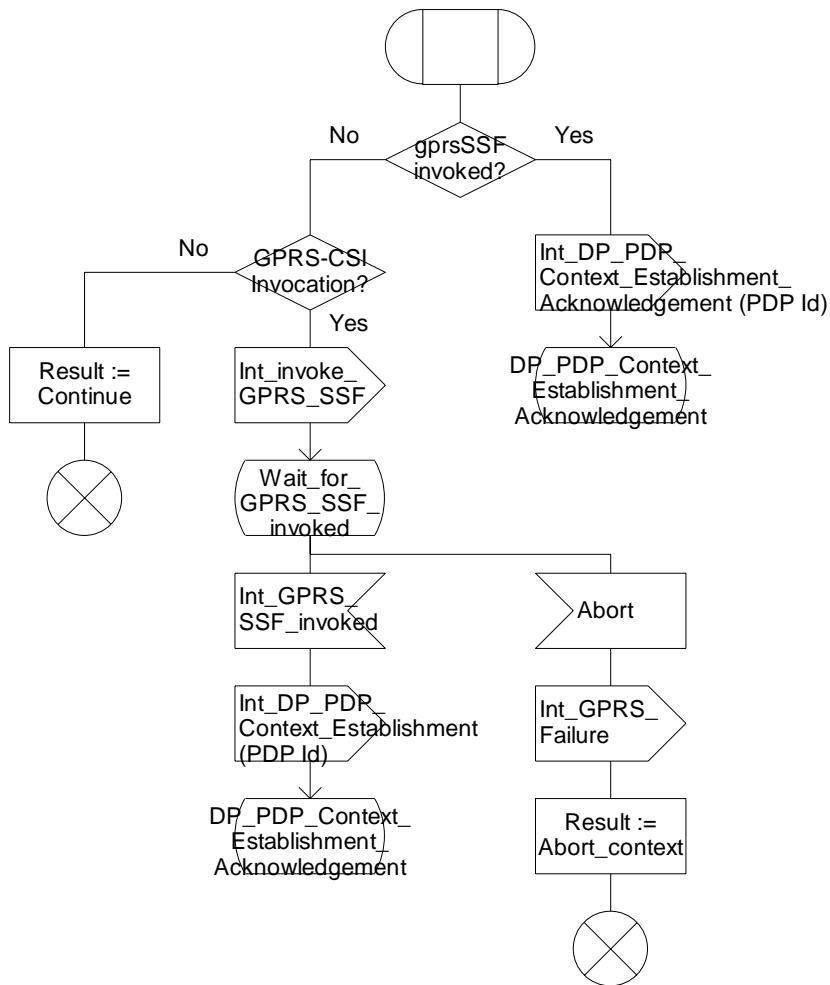 No
gprsSSF
invoked?
Yes
No
GPRS-CSI
Invocation?
Yes
Int_DP_PDP_
Context_Establishment_
Acknowledgement (PDP Id)
Result :=
Continue
Int_invoke_
GPRS_SSF
DP_PDP_Context_
Establishment_
Acknowledgement
Wait_for_
GPRS_SSF_
invoked
Int_GPRS_
SSF_invoked
Abort
Int_DP_PDP_
Context_Establishment
(PDP Id)
Int_GPRS_
Failure
DP_PDP_Context_
Establishment_
Acknowledgement
Result :=
Abort_context